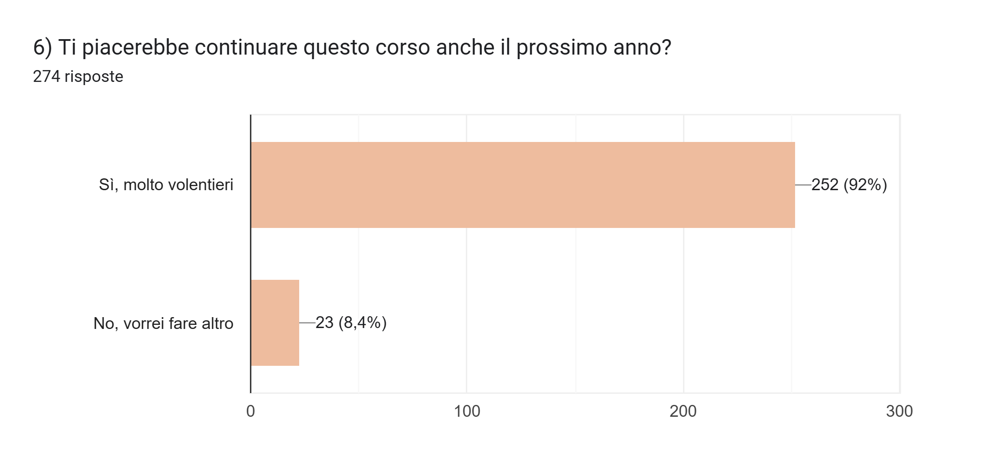 6) Ti piacerebbe continuare questo corso anche il prossimo anno?
274 risposte
Sì, molto volentieri
252 (92%)
No, vorrei fare altro
23 (8,4%)
0 100 200 300